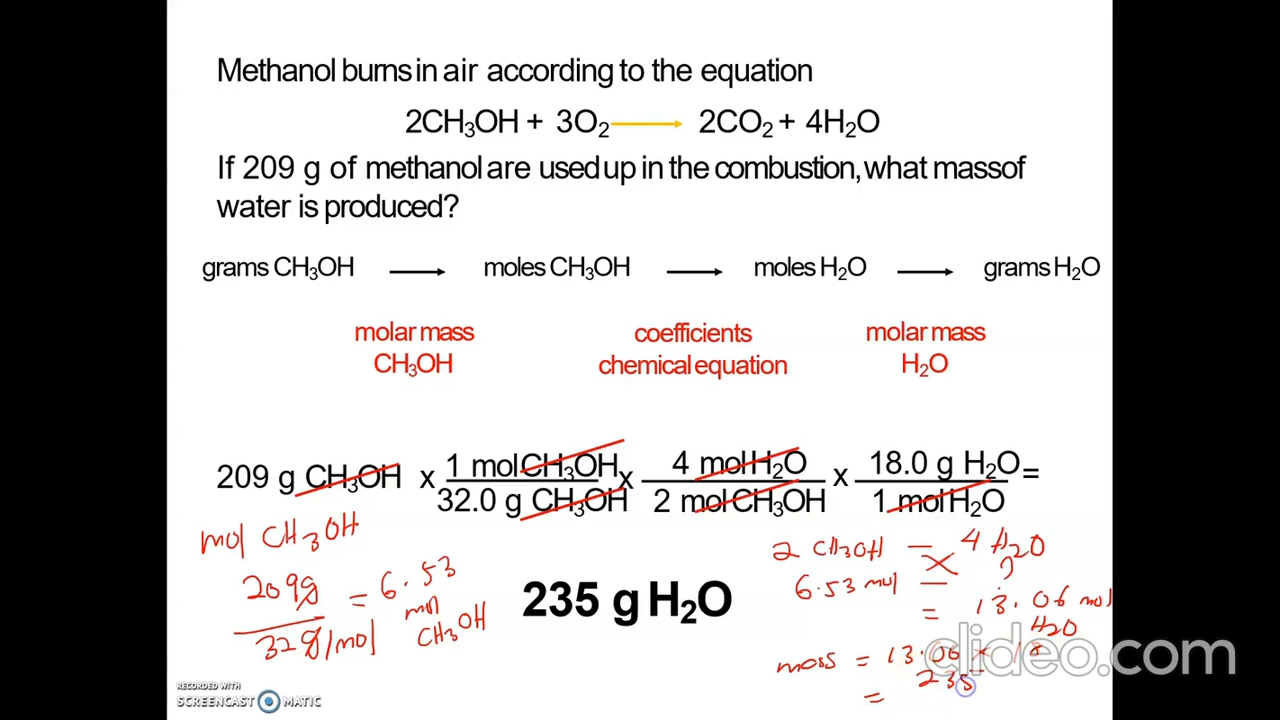 Methanol burns in air according to the equation
2CH₃OH + 3O₂ → 2CO₂ + 4H₂O
If 209 g of methanol are used up in the combustion, what mass of
water is produced?
grams CH₃OH → moles CH₃OH → moles H₂O → grams H₂O
molar mass coefficients molar mass
CH₃OH chemical equation H₂O
209 g CH₃OH x 1 mol CH₃OH / 32.0 g CH₃OH x 4 mol H₂O / 2 mol CH₃OH x 18.0 g H₂O / 1 mol H₂O =
235 g H₂O
mol CH₃OH
209g / 32g/mol = 6.53
mol
CH₃OH
2 CH₃OH — 4 H₂O
6.53 mol — ?
= 13.06 mol
H₂O
mass = 13.06 x 18
= 235
clideo.com
RECORDED WITH
SCREENCAST MATIC